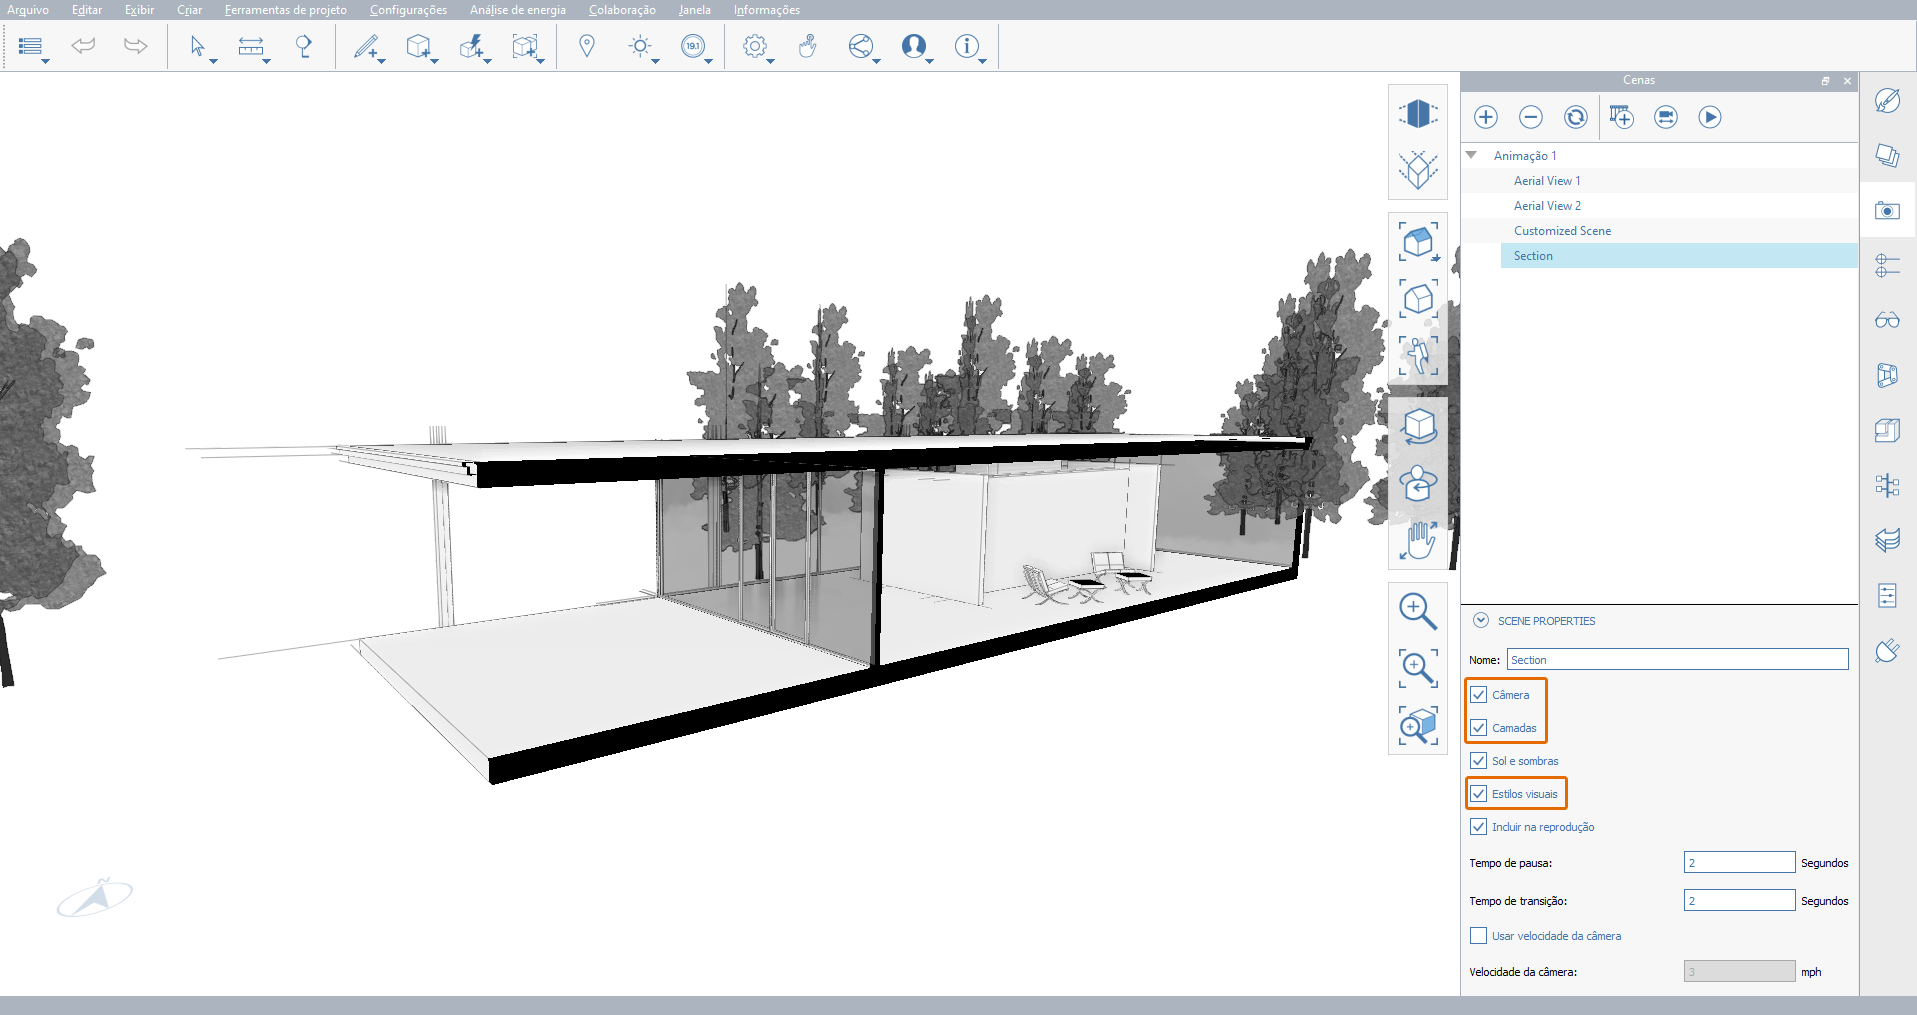 Arquivo Editar Exibir Criar Ferramentas de projeto Configurações Análise de energia Colaboração Janela Informações
19.1
Cenas
Animação 1
Aerial View 1
Aerial View 2
Customized Scene
Section
SCENE PROPERTIES
Nome: Section
Câmera
Camadas
Sol e sombras
Estilos visuais
Incluir na reprodução
Tempo de pausa: 2 Segundos
Tempo de transição: 2 Segundos
Usar velocidade da câmera
Velocidade da câmera: 3 mph